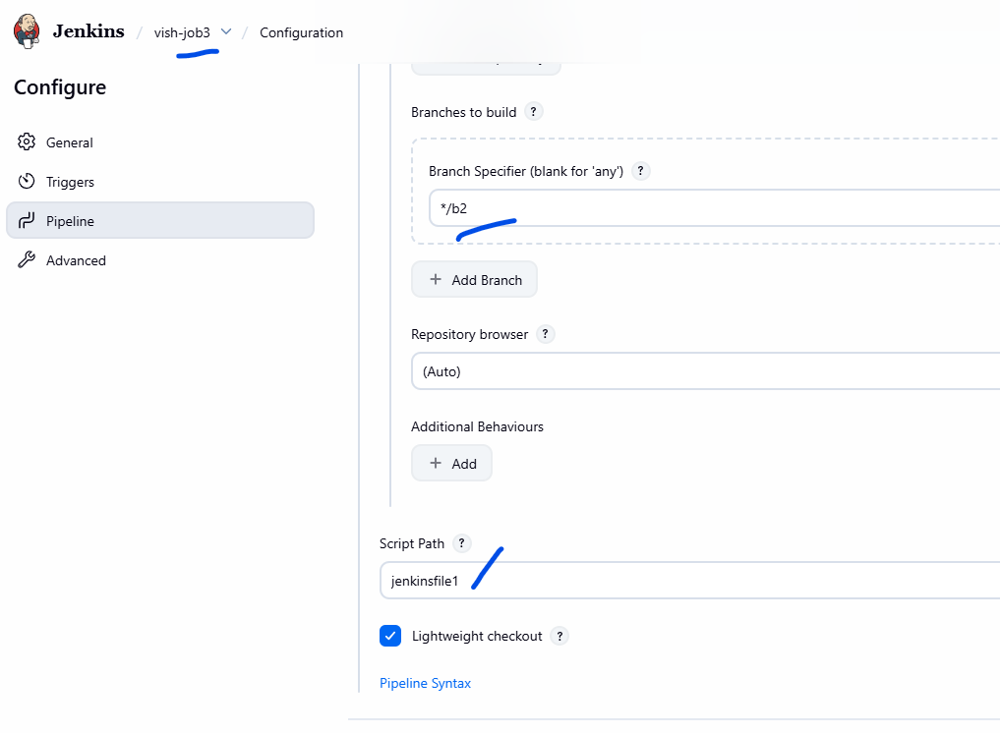 Jenkins / vish-job3 / Configuration
Configure
General
Triggers
Pipeline
Advanced
Branches to build ?
Branch Specifier (blank for 'any') ?
*/b2
+ Add Branch
Repository browser ?
(Auto)
Additional Behaviours
+ Add
Script Path ?
jenkinsfile1
Lightweight checkout ?
Pipeline Syntax